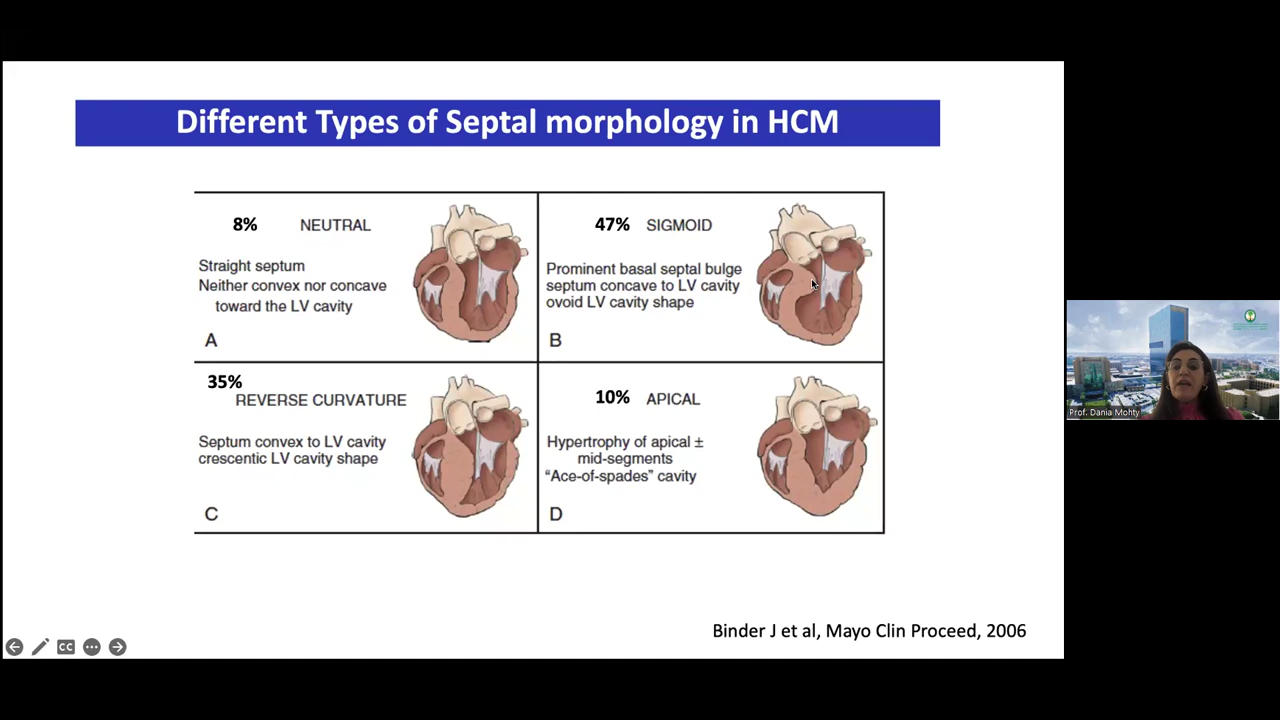 Different Types of Septal morphology in HCM
8% NEUTRAL
Straight septum
Neither convex nor concave
toward the LV cavity
A
47% SIGMOID
Prominent basal septal bulge
septum concave to LV cavity
ovoid LV cavity shape
B
35%
REVERSE CURVATURE
Septum convex to LV cavity
crescentic LV cavity shape
C
10% APICAL
Hypertrophy of apical ±
mid-segments
“Ace-of-spades” cavity
D
Binder J et al, Mayo Clin Proceed, 2006
CC
Prof. Dania Mohty